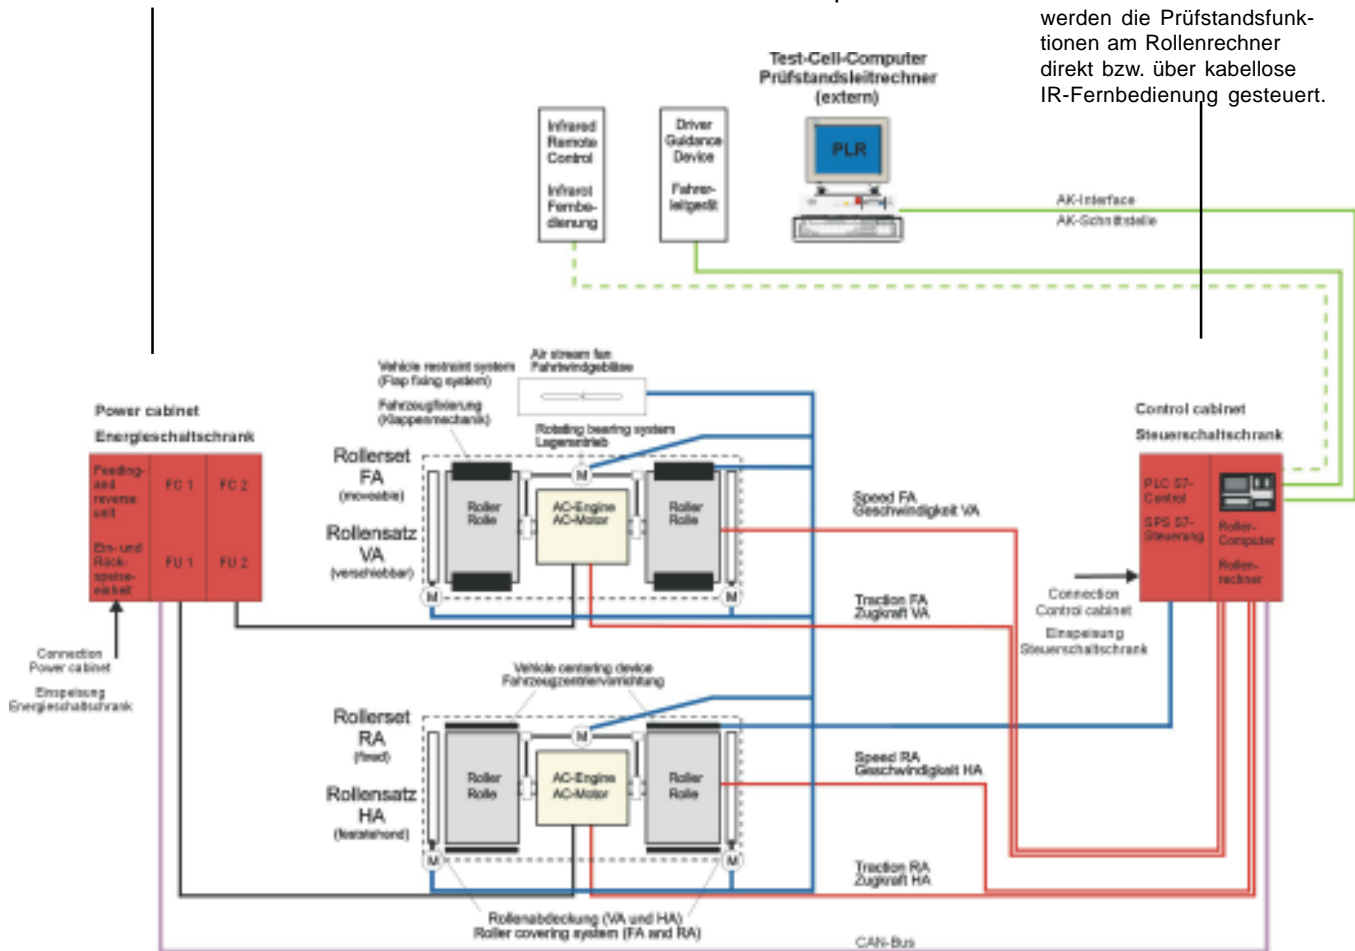 werden die Prüfstandsfunk-
tionen am Rollenrechner
direkt bzw. über kabellose
IR-Fernbedienung gesteuert.
Test-Cell-Computer
Prüfstandsleitrechner
(extern)
Infrared
Remote
Control
Infrarot
Fernbe-
dienung
Driver
Guidance
Device
Fahrer-
leitgerät
PLR
AK-Interface
AK-Schnittstelle
Vehicle restraint system
(Flap fixing system)
Fahrzeugfixierung
(Klappenmechanik)
Air stream fan
Fahrtwindgebläse
Rotating bearing system
Lagerantrieb
Power cabinet
Energieschaltschrank
Feeding-
and
reverse
unit
Ein- und
Rück-
speise-
einheit
FC 1
FC 2
FU 1
FU 2
Connection
Power cabinet
Einspeisung
Energieschaltschrank
Rollerset
FA
(moveable)
Rollensatz
VA
(verschiebbar)
Roller
Rolle
M
AC-Engine
AC-Motor
Roller
Rolle
M
M
Speed FA
Geschwindigkeit VA
Traction FA
Zugkraft VA
Control cabinet
Steuerschaltschrank
PLC S7-
Control
SPS S7-
Steuerung
Roller-
Computer
Rollen-
rechner
Connection
Control cabinet
Einspeisung
Steuerschaltschrank
Vehicle centering device
Fahrzeugzentriervorrichtung
Rollerset
RA
(fixed)
Rollensatz
HA
(feststehend)
Roller
Rolle
M
AC-Engine
AC-Motor
Roller
Rolle
M
M
Speed RA
Geschwindigkeit HA
Traction RA
Zugkraft HA
Rollenabdeckung (VA und HA)
Roller covering system (FA and RA)
CAN-Bus